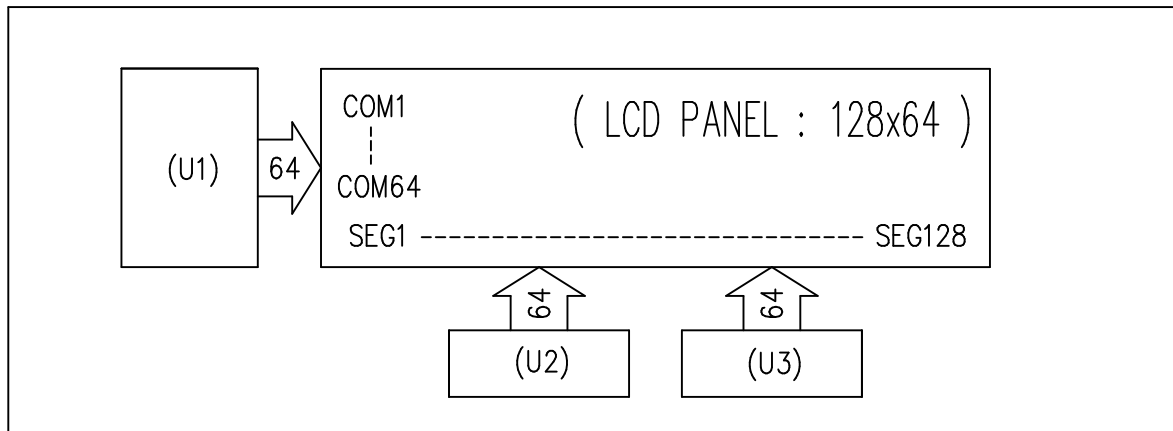 COM1
( LCD PANEL : 128x64 )
(U1)
64
COM64
SEG1 SEG128
64
64
(U2)
(U3)